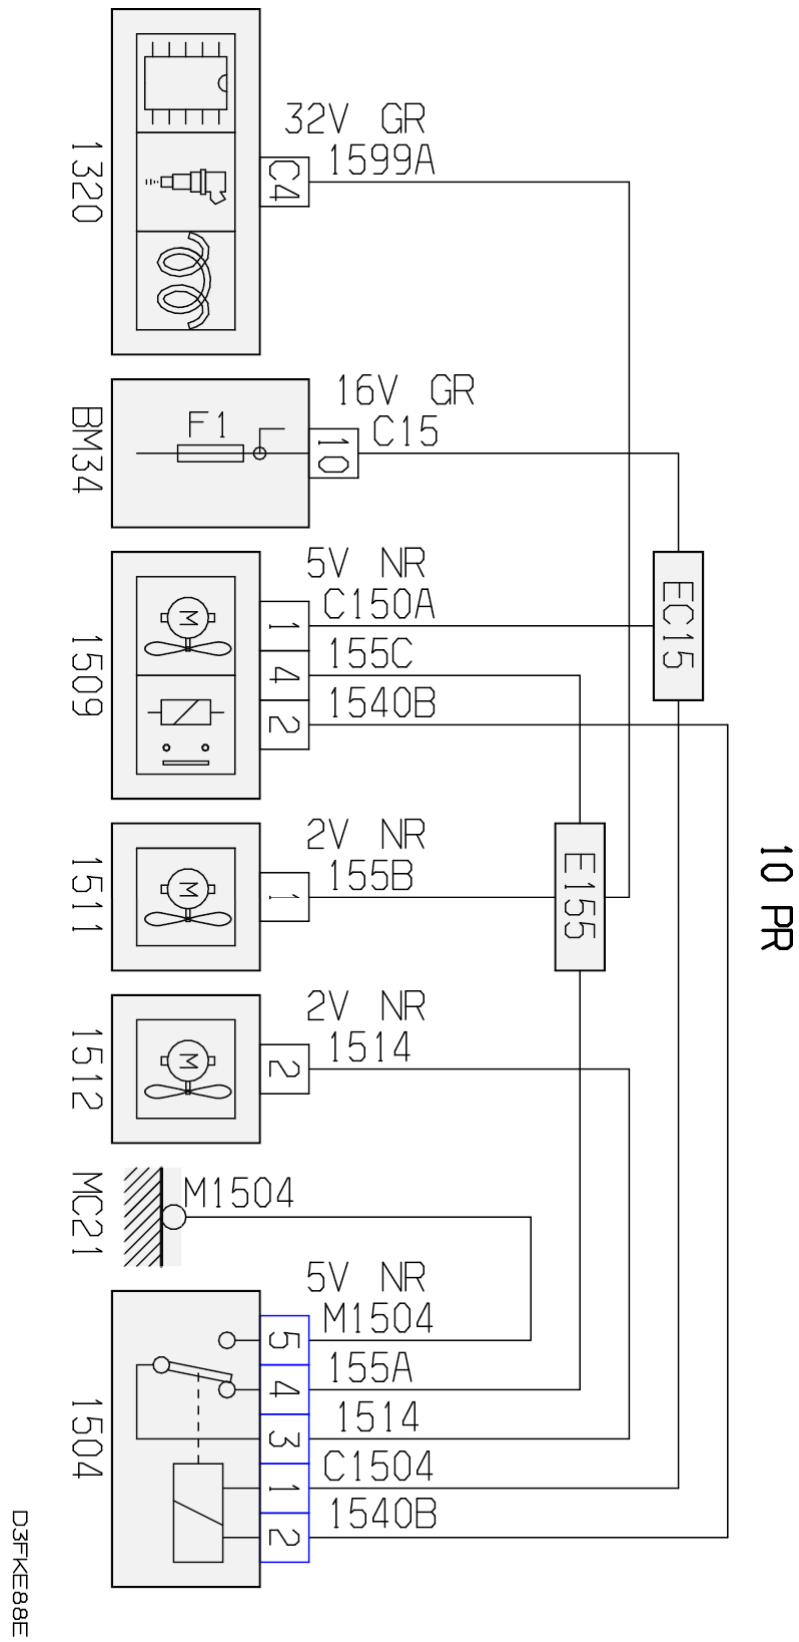 32V GR
1599A
C4
1320
16V GR
C15
F1
10
BM34
5V NR
C150A
1
155C
4
1540B
2
M
1509
EC15
2V NR
155B
1
M
1511
E155
10 PR
2V NR
1514
2
M
1512
M1504
MC21
5V NR
M1504
5
155A
4
1514
3
C1504
1
1540B
2
1504
D3FKE88E